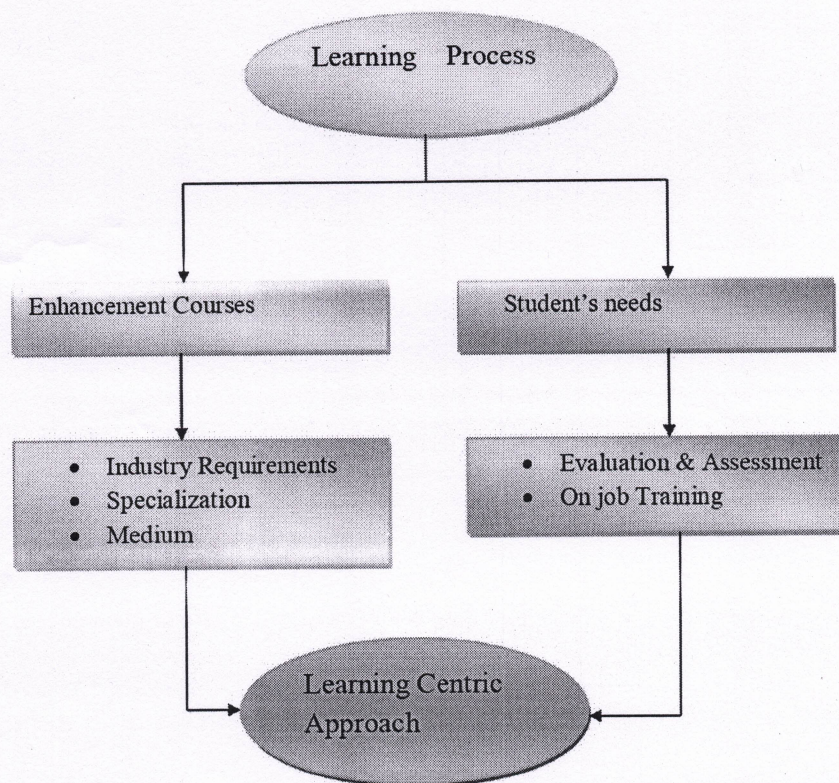 Learning Process
Enhancement Courses
Student's needs
• Industry Requirements
• Specialization
• Medium
• Evaluation & Assessment
• On job Training
Learning Centric
Approach